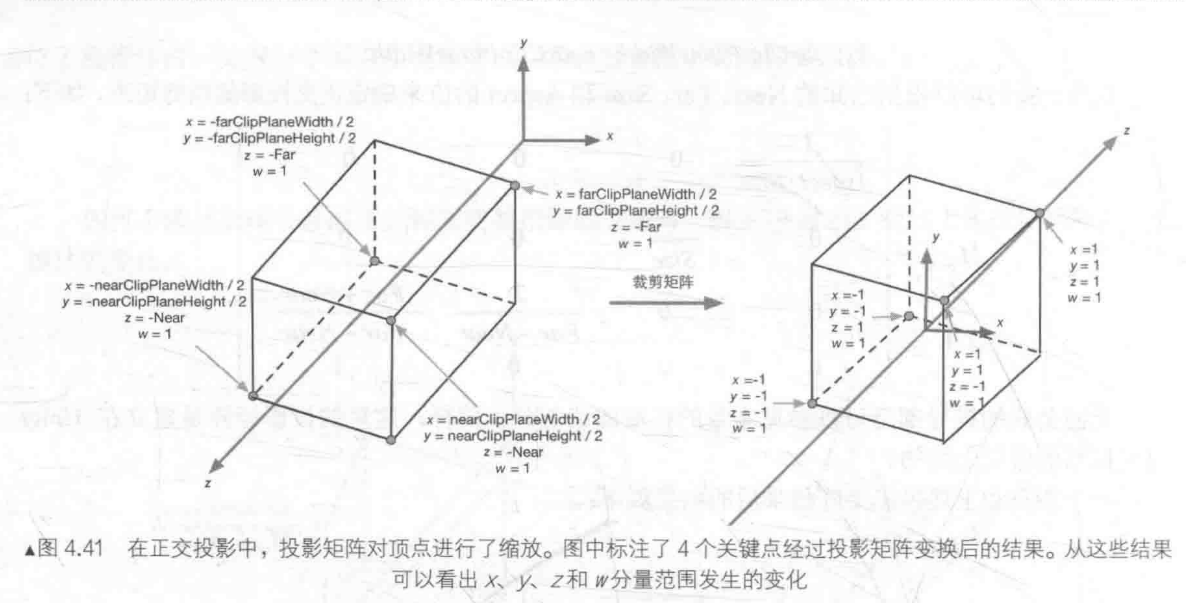 y
x
x = -farClipPlaneWidth / 2
y = -farClipPlaneHeight / 2
z = -Far
w = 1
x = farClipPlaneWidth / 2
y = farClipPlaneHeight / 2
z = -Far
w = 1
x = -nearClipPlaneWidth / 2
y = -nearClipPlaneHeight / 2
z = -Near
w = 1
x = nearClipPlaneWidth / 2
y = nearClipPlaneHeight / 2
z = -Near
w = 1
z
裁剪矩阵
z
y
x
x =1
y = 1
z = 1
w = 1
x =-1
y = -1
z = 1
w = 1
x =1
y = 1
z = -1
w = 1
x =-1
y = -1
z = -1
w = 1
▲图 4.41 在正交投影中，投影矩阵对顶点进行了缩放。图中标注了 4 个关键点经过投影矩阵变换后的结果。从这些结果
可以看出 x、y、z和 w分量范围发生的变化